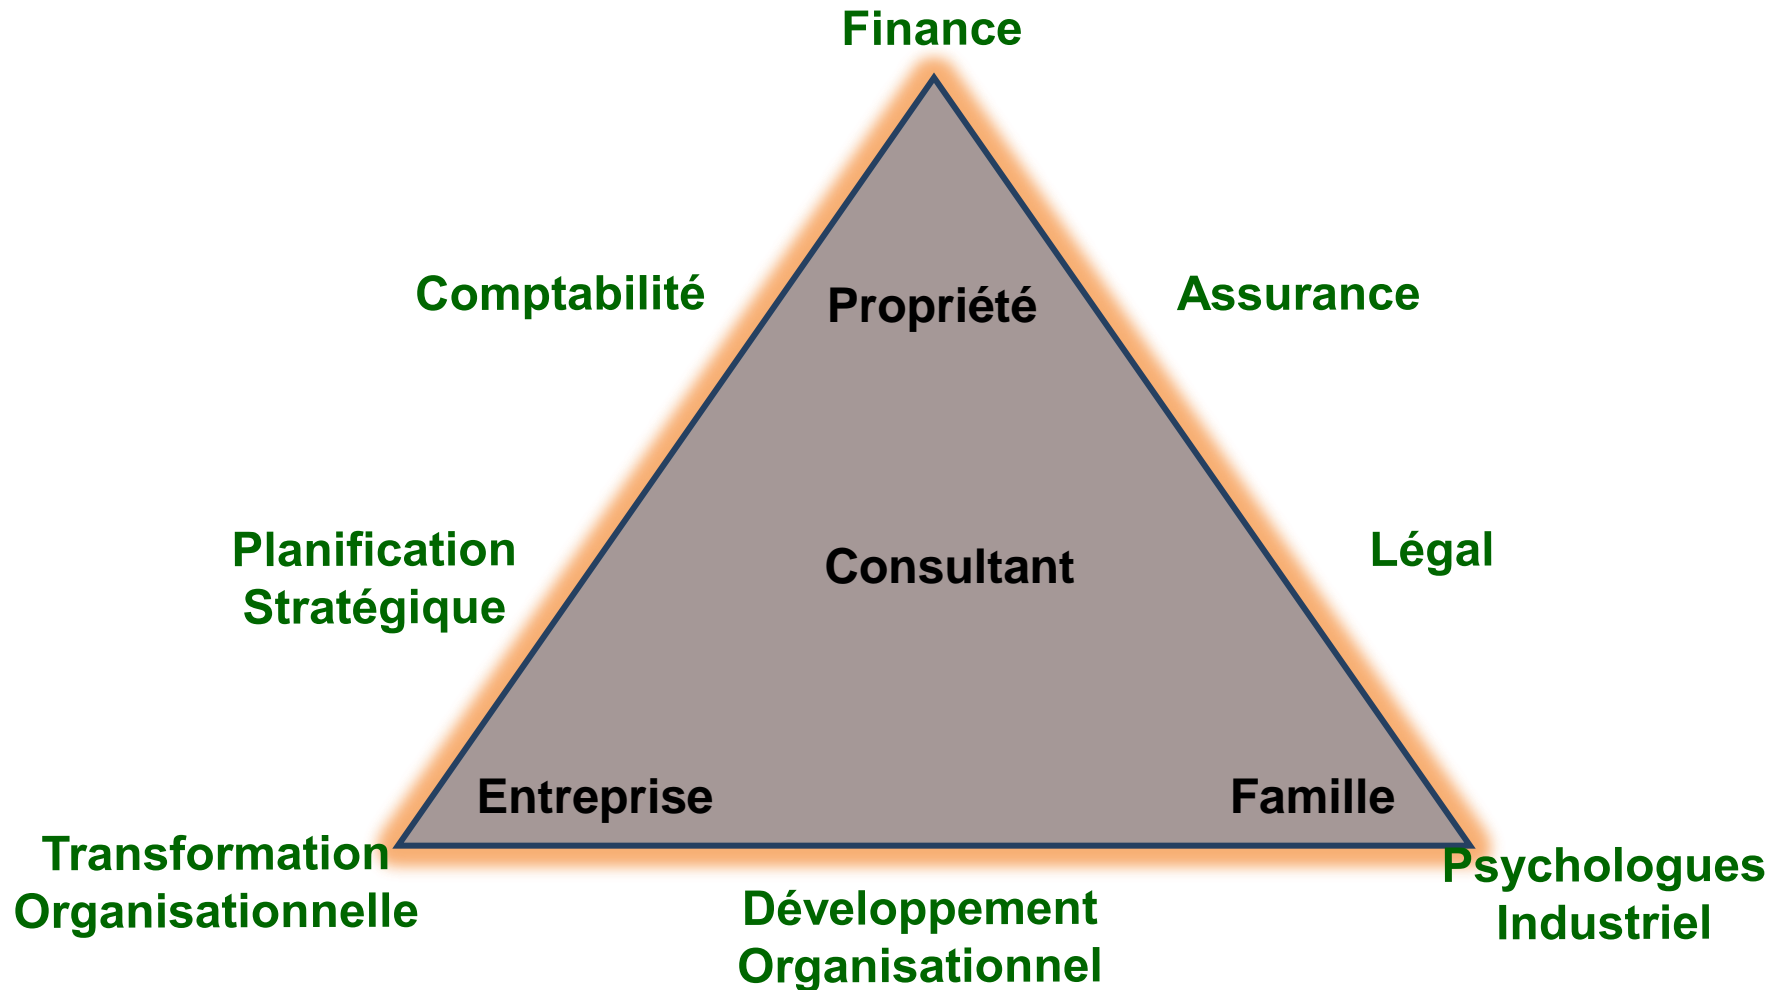 Finance
Comptabilité
Propriété
Assurance
Planification
Stratégique
Consultant
Légal
Entreprise
Famille
Transformation
Organisationnelle
Développement
Organisationnel
Psychologues
Industriel